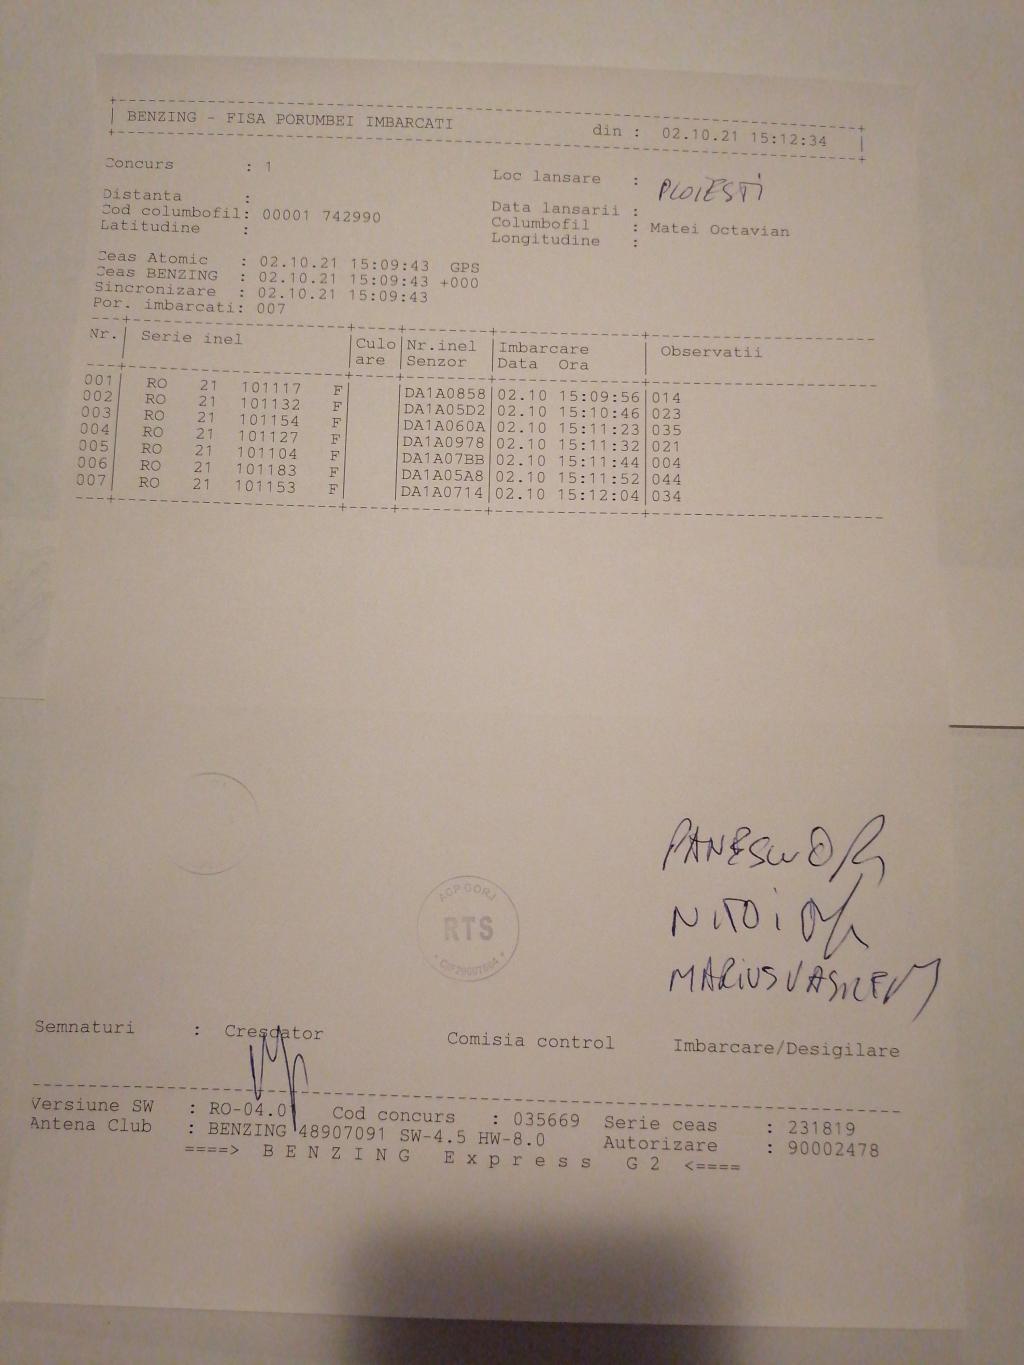 BENZING - FISA PORUMBEI IMBARCATI din : 02.10.21 15:12:34
Concurs : 1 Loc lansare : PLOIESTI
Distanta : Data lansarii :
Cod columbofil: 00001 742990 Columbofil : Matei Octavian
Latitudine : Longitudine :
Ceas Atomic : 02.10.21 15:09:43 GPS
Ceas BENZING : 02.10.21 15:09:43 +000
Sincronizare : 02.10.21 15:09:43
Por. imbarcati: 007
Nr. Serie inel Culo Nr.inel Imbarcare Observatii
are Senzor Data Ora
001 RO 21 101117 F DA1A0858 02.10 15:09:56 014
002 RO 21 101132 F DA1A05D2 02.10 15:10:46 023
003 RO 21 101154 F DA1A060A 02.10 15:11:23 035
004 RO 21 101127 F DA1A0978 02.10 15:11:32 021
005 RO 21 101104 F DA1A07BB 02.10 15:11:44 004
006 RO 21 101183 F DA1A05A8 02.10 15:11:52 044
007 RO 21 101153 F DA1A0714 02.10 15:12:04 034
NITOI
MARIUS VASILE
AGP GORJ
RTS
Semnaturi : Crescator Comisia control Imbarcare/Desigilare
Versiune SW : RO-04.0 Cod concurs : 035669 Serie ceas : 231819
Antena Club : BENZING 48907091 SW-4.5 HW-8.0 Autorizare : 90002478
====> B E N Z I N G E x p r e s s G 2 <====